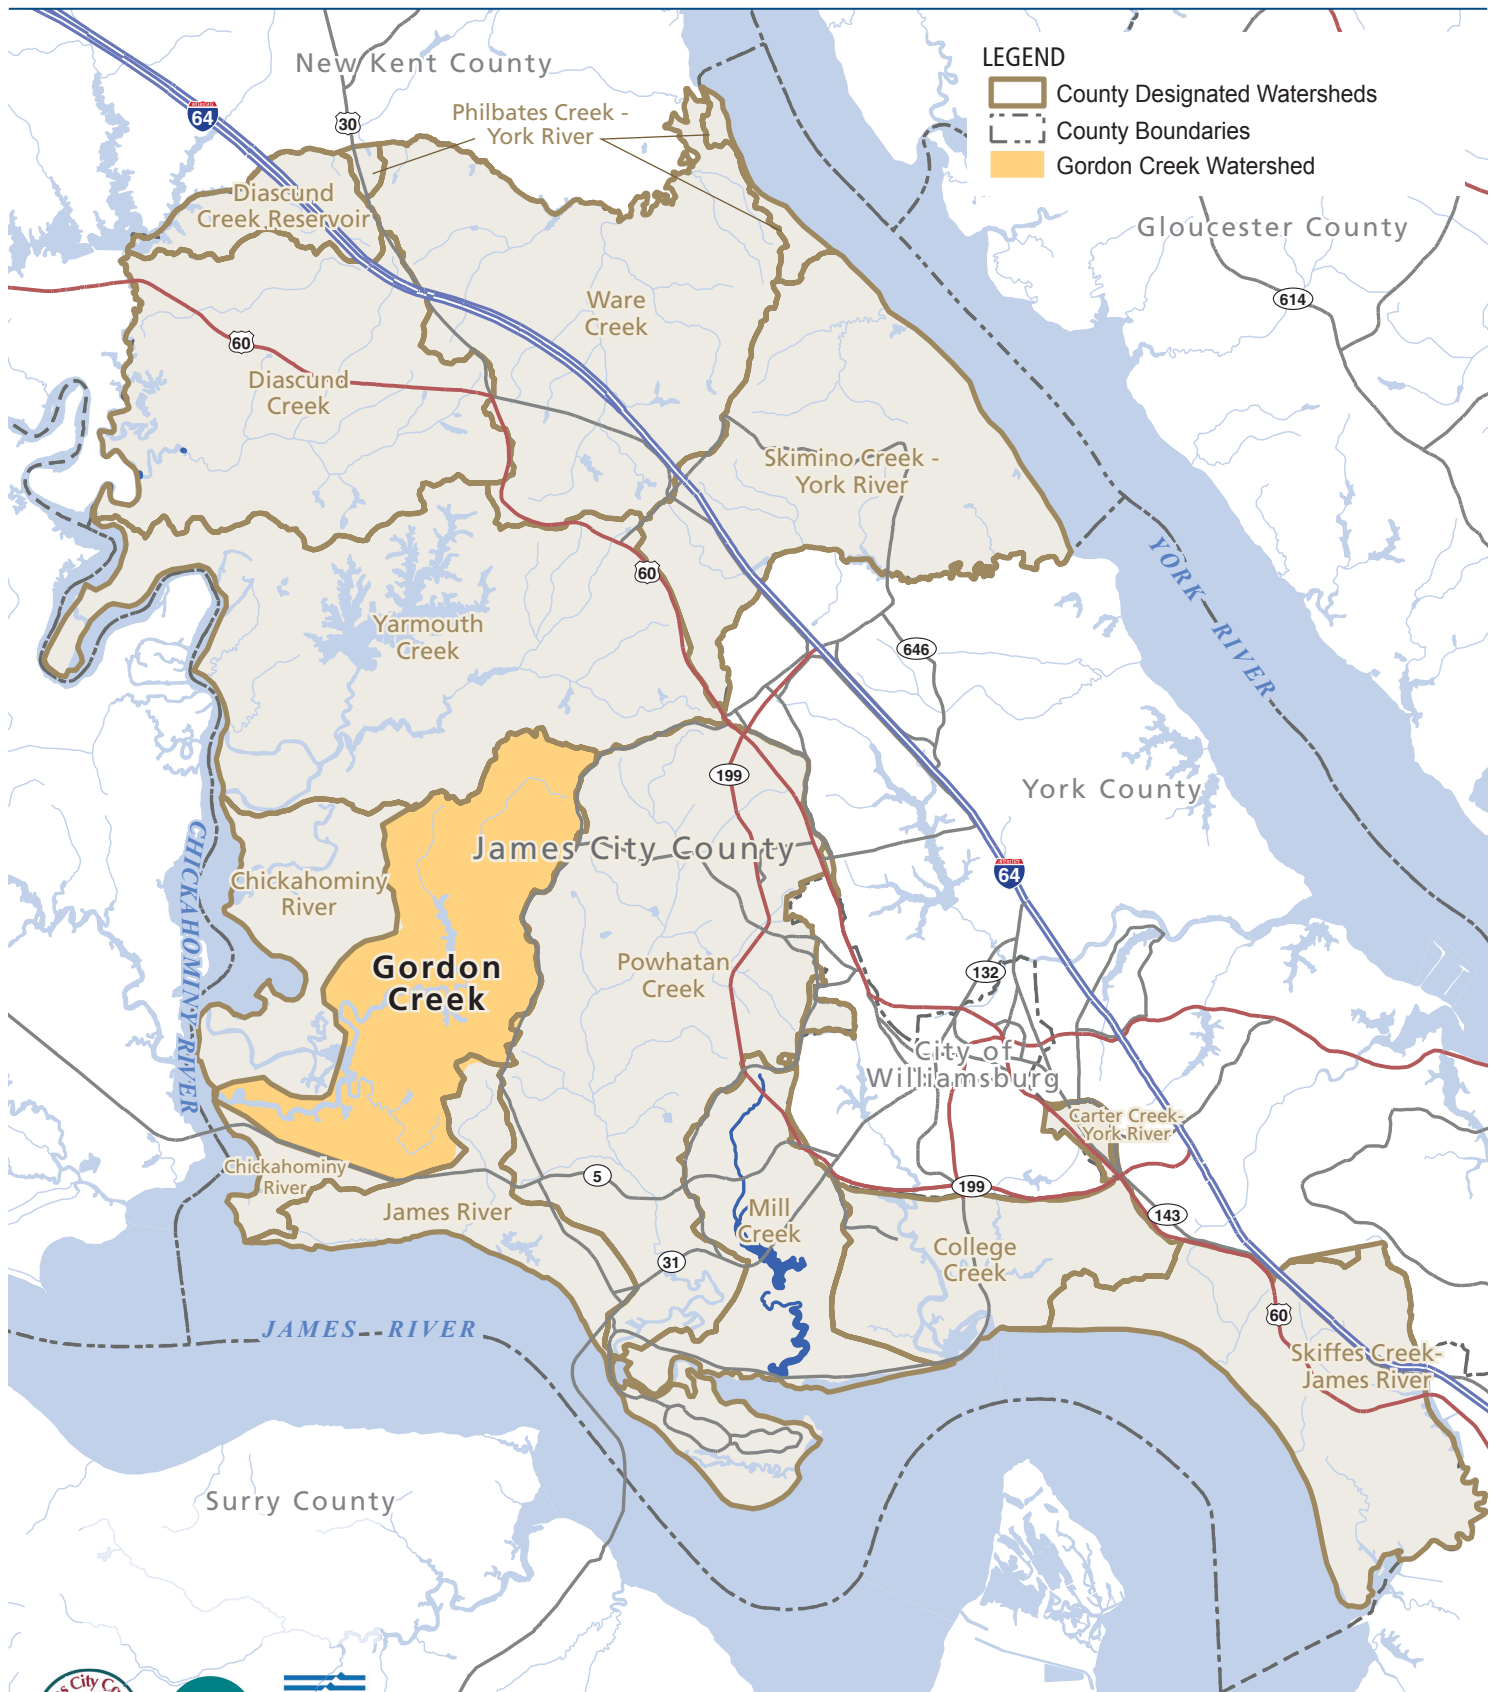 LEGEND
County Designated Watersheds
County Boundaries
Gordon Creek Watershed
New Kent County
64
30
Philbates Creek -
York River
Diascund
Creek Reservoir
Gloucester County
614
Ware
Creek
60
Diascund
Creek
Skimino Creek -
York River
YORK RIVER
60
Yarmouth
Creek
646
199
York County
James City County
64
CHICKAHOMINY RIVER
Chickahominy
River
Gordon
Creek
Powhatan
Creek
132
City of
Williamsburg
Carter Creek-
York River
Chickahominy
River
5
199
James River
Mill
Creek
143
College
Creek
31
60
JAMES RIVER
Skiffes Creek-
James River
Surry County
City Co